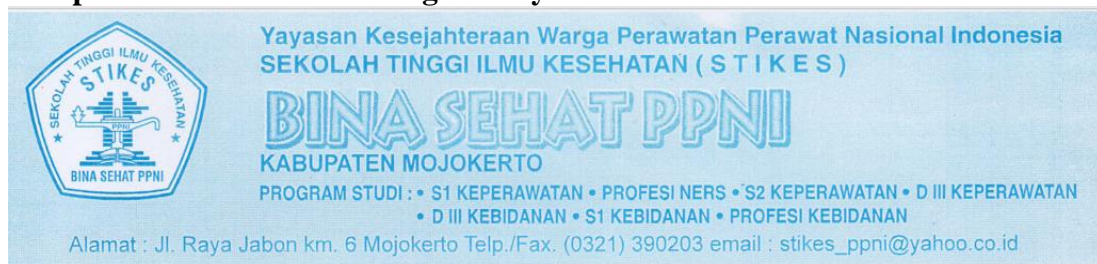 SEKOLAH TINGGI ILMU KESEHATAN
STIKES
PPNI
BINA SEHAT PPNI
Yayasan Kesejahteraan Warga Perawatan Perawat Nasional Indonesia
SEKOLAH TINGGI ILMU KESEHATAN ( S T I K E S )
BINA SEHAT PPNI
KABUPATEN MOJOKERTO
PROGRAM STUDI : • S1 KEPERAWATAN • PROFESI NERS • S2 KEPERAWATAN • D III KEPERAWATAN
• D III KEBIDANAN • S1 KEBIDANAN • PROFESI KEBIDANAN
Alamat : Jl. Raya Jabon km. 6 Mojokerto Telp./Fax. (0321) 390203 email : stikes_ppni@yahoo.co.id